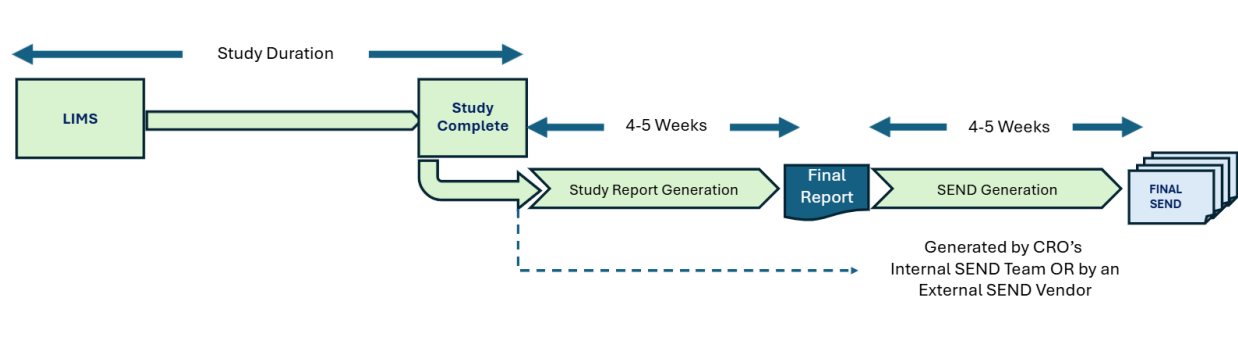 Study Duration
LIMS
Study
Complete
4-5 Weeks
4-5 Weeks
Study Report Generation
Final
Report
SEND Generation
FINAL
SEND
Generated by CRO’s
Internal SEND Team OR by an
External SEND Vendor